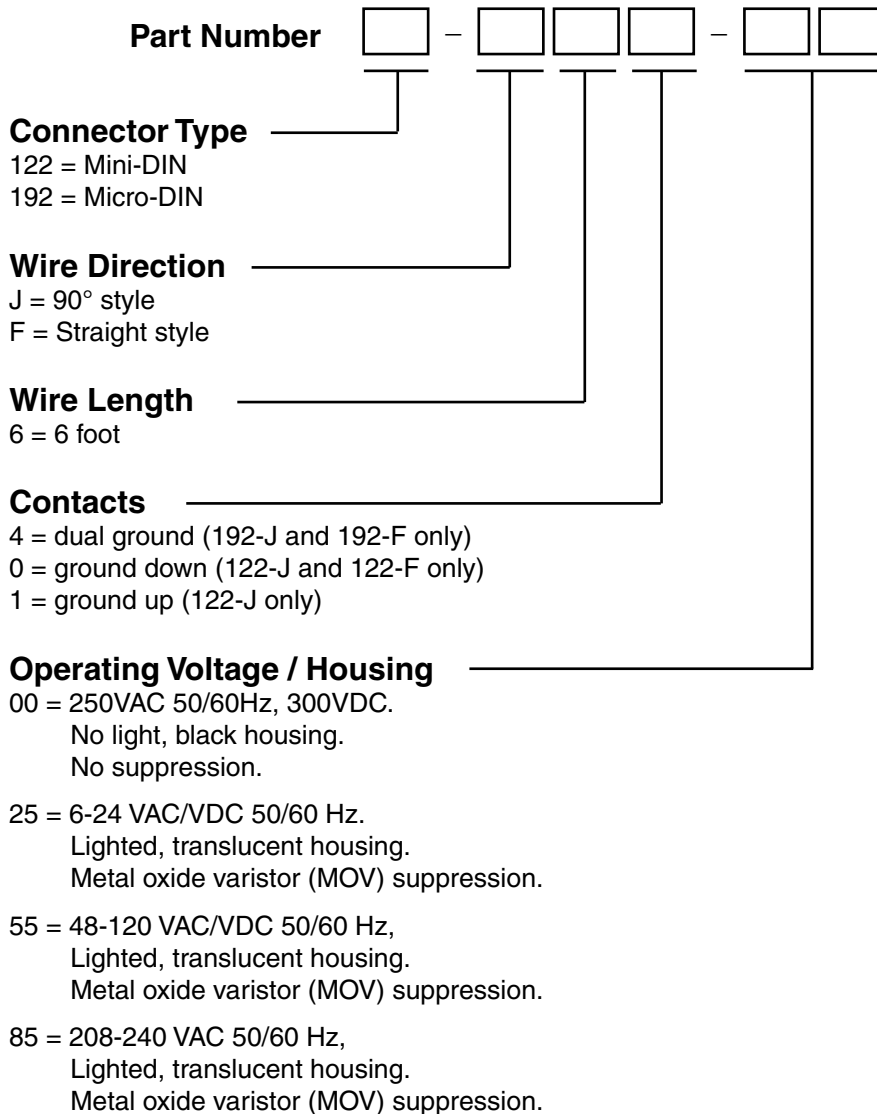 Part Number – –
Connector Type
122 = Mini-DIN
192 = Micro-DIN
Wire Direction
J = 90° style
F = Straight style
Wire Length
6 = 6 foot
Contacts
4 = dual ground (192-J and 192-F only)
0 = ground down (122-J and 122-F only)
1 = ground up (122-J only)
Operating Voltage / Housing
00 = 250VAC 50/60Hz, 300VDC.
No light, black housing.
No suppression.
25 = 6-24 VAC/VDC 50/60 Hz.
Lighted, translucent housing.
Metal oxide varistor (MOV) suppression.
55 = 48-120 VAC/VDC 50/60 Hz,
Lighted, translucent housing.
Metal oxide varistor (MOV) suppression.
85 = 208-240 VAC 50/60 Hz,
Lighted, translucent housing.
Metal oxide varistor (MOV) suppression.